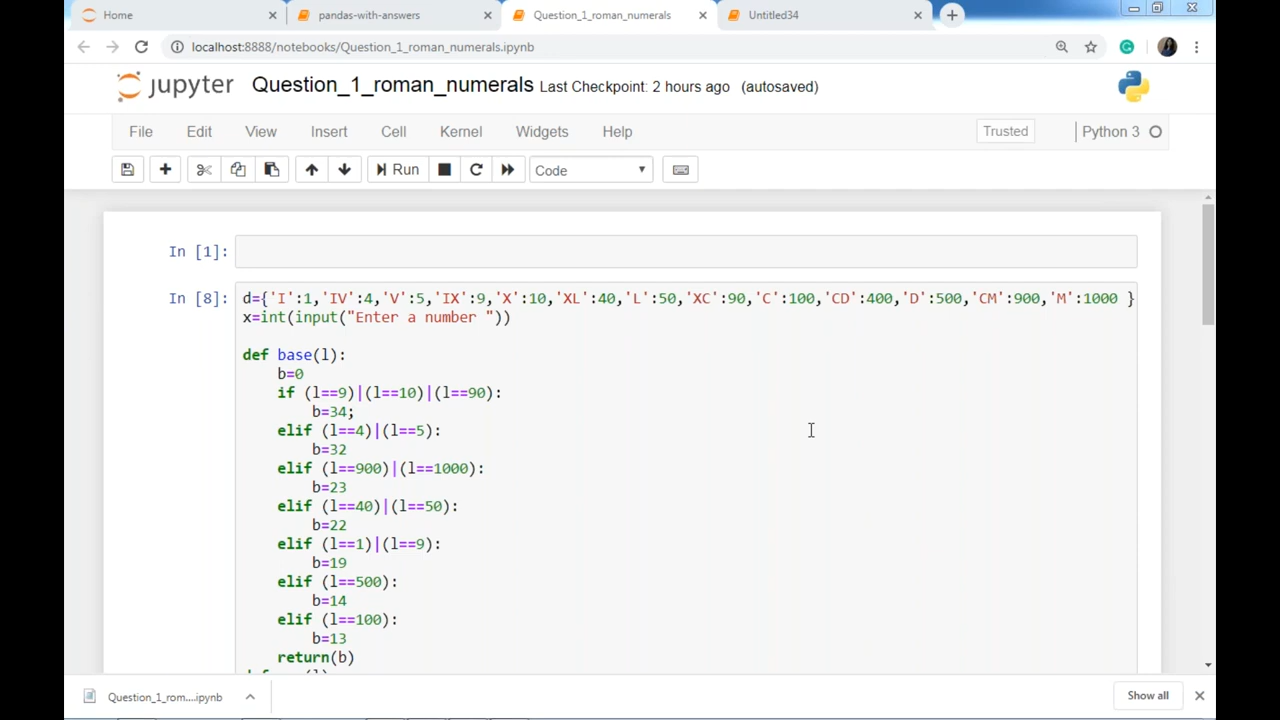 Home
pandas-with-answers
Question_1_roman_numerals
Untitled34
localhost:8888/notebooks/Question_1_roman_numerals.ipynb
jupyter Question_1_roman_numerals Last Checkpoint: 2 hours ago (autosaved)
File Edit View Insert Cell Kernel Widgets Help Trusted Python 3
Run Code
In [1]:
In [8]: d={'I':1,'IV':4,'V':5,'IX':9,'X':10,'XL':40,'L':50,'XC':90,'C':100,'CD':400,'D':500,'CM':900,'M':1000 }
x=int(input("Enter a number "))
def base(l):
    b=0
    if (l==9)|(l==10)|(l==90):
        b=34;
    elif (l==4)|(l==5):
        b=32
    elif (l==900)|(l==1000):
        b=23
    elif (l==40)|(l==50):
        b=22
    elif (l==1)|(l==9):
        b=19
    elif (l==500):
        b=14
    elif (l==100):
        b=13
    return(b)
Question_1_rom....ipynb
Show all